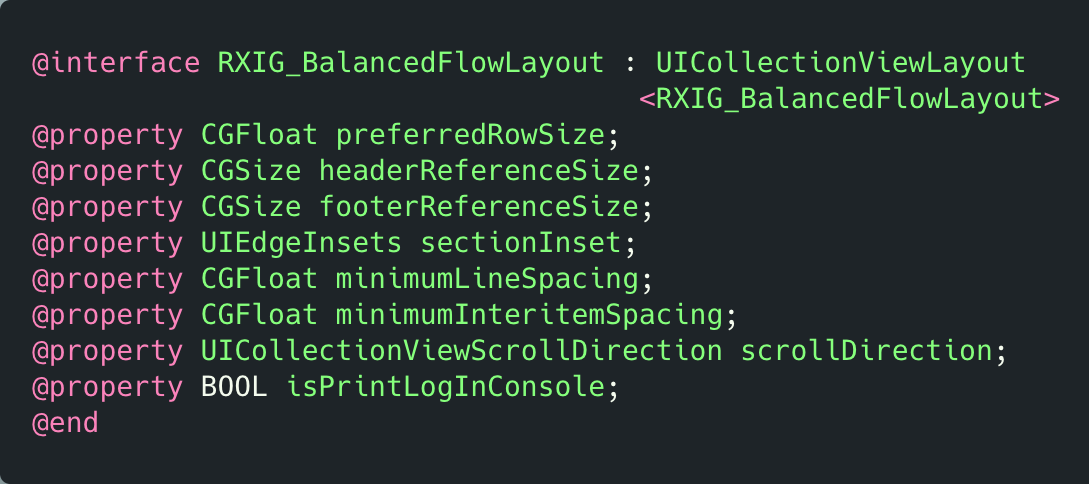 @interface RXIG_BalancedFlowLayout : UICollectionViewLayout
<RXIG_BalancedFlowLayout>
@property CGFloat preferredRowSize;
@property CGSize headerReferenceSize;
@property CGSize footerReferenceSize;
@property UIEdgeInsets sectionInset;
@property CGFloat minimumLineSpacing;
@property CGFloat minimumInteritemSpacing;
@property UICollectionViewScrollDirection scrollDirection;
@property BOOL isPrintLogInConsole;
@end